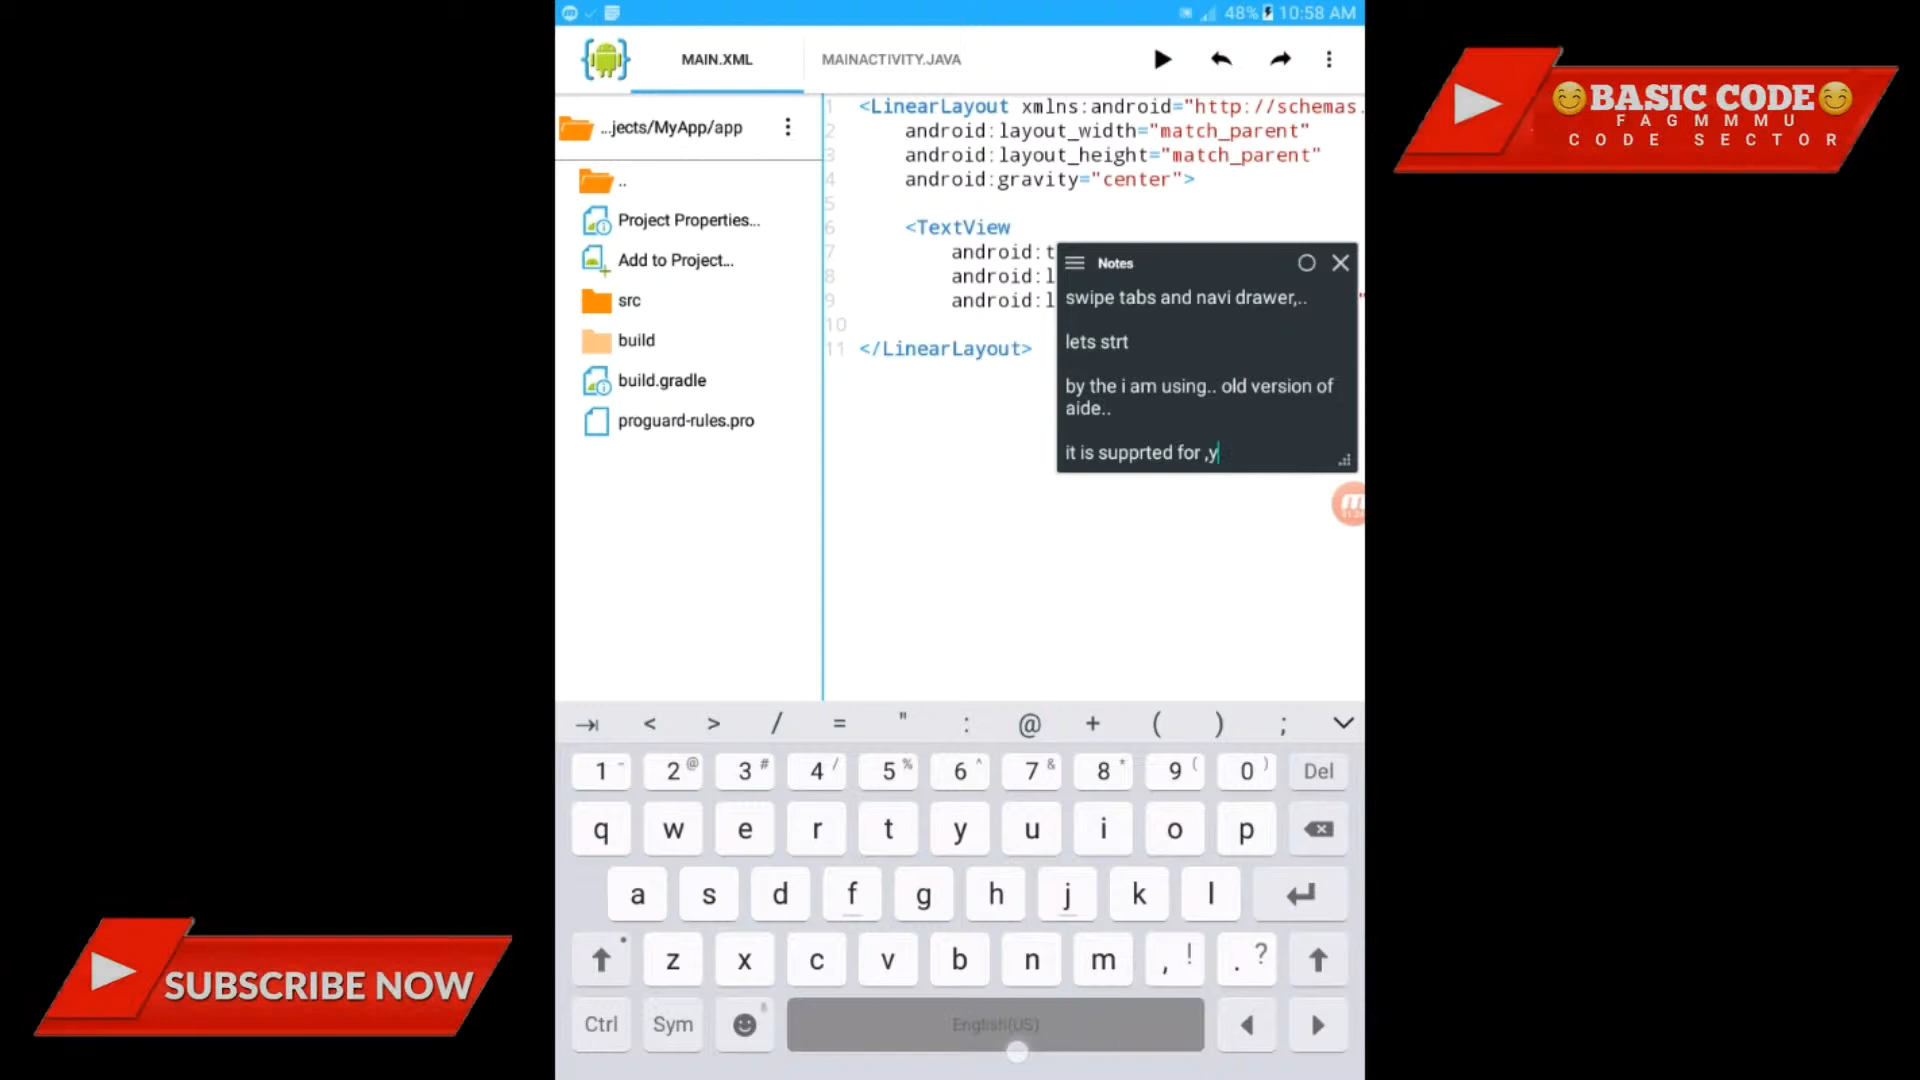 48% 10:58 AM
MAIN.XML
MAINACTIVITY.JAVA
...jects/MyApp/app
..
Project Properties...
Add to Project...
src
build
build.gradle
proguard-rules.pro
1 <LinearLayout xmlns:android="http://schemas.
2 android:layout_width="match_parent"
3 android:layout_height="match_parent"
4 android:gravity="center">
5
6 <TextView
7 android:t
8 android:l
9 android:l "
10
11 </LinearLayout>
Notes
swipe tabs and navi drawer,..
lets strt
by the i am using.. old version of
aide..
it is supprted for ,y
< > / = " : @ + ( ) ;
1 - 2 @ 3 # 4 / 5 % 6 ^ 7 & 8 * 9 ( 0 ) Del
q w e r t y u i o p
a s d f g h j k l
z x c v b n m , ! . ?
Ctrl Sym English(US)
BASIC CODE
FAGMMMU
CODE SECTOR
SUBSCRIBE NOW